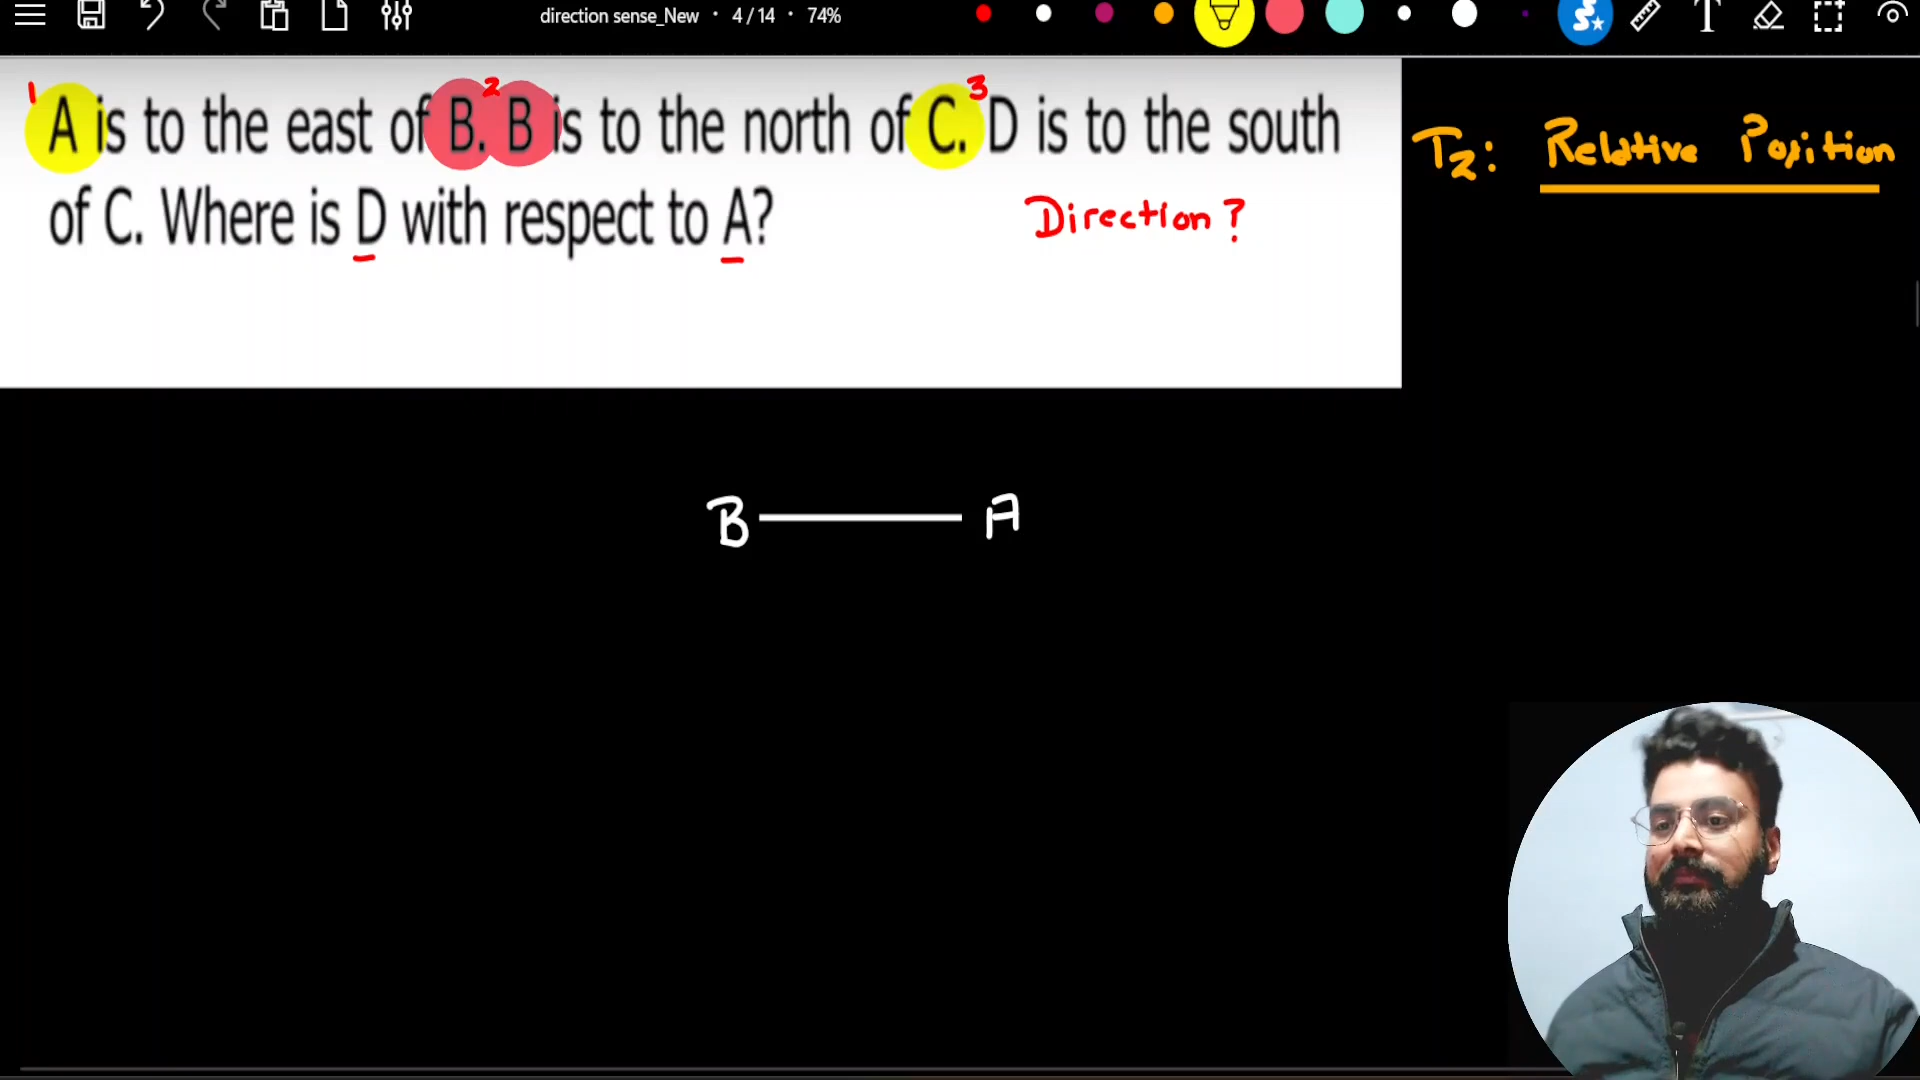 direction sense_New • 4 / 14 • 74%
1 A is to the east of B. 2 B is to the north of C. 3 D is to the south
of C. Where is D with respect to A?
Direction ?
T2: Relative Position
B A